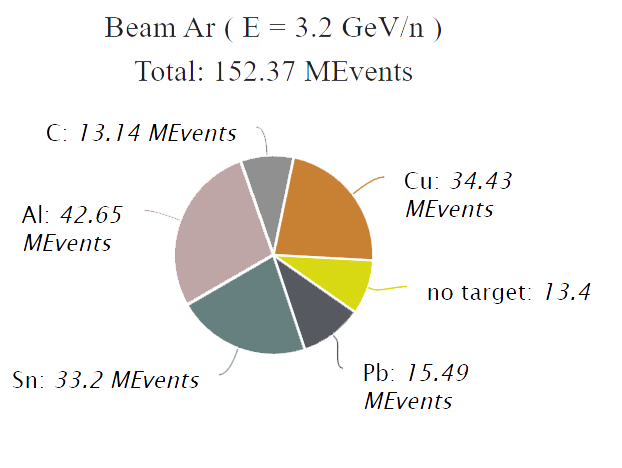 Beam Ar ( E = 3.2 GeV/n )
Total: 152.37 MEvents
C: 13.14 MEvents
Cu: 34.43
MEvents
Al: 42.65
MEvents
no target: 13.4
Sn: 33.2 MEvents
Pb: 15.49
MEvents